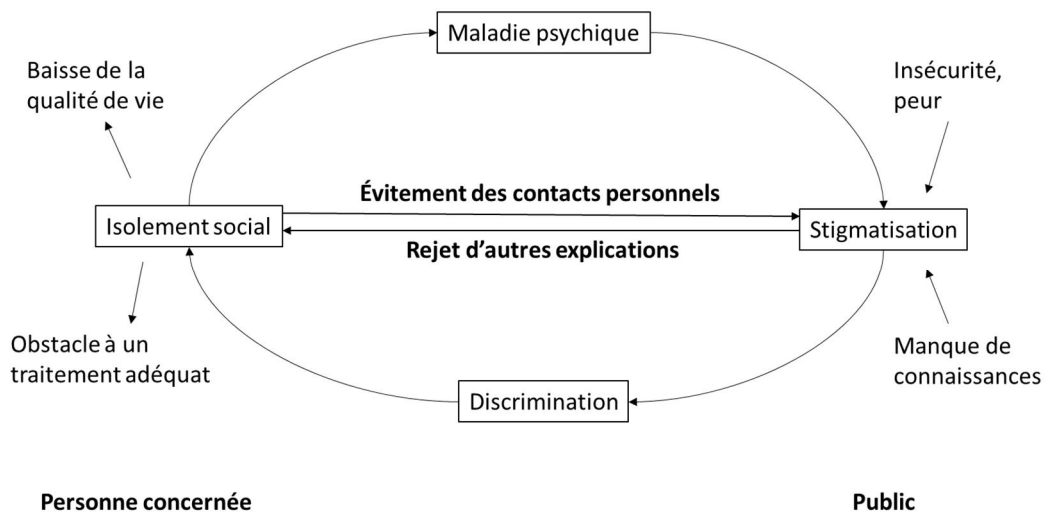 Maladie psychique
Baisse de la
qualité de vie
Insécurité,
peur
Évitement des contacts personnels
Isolement social
Stigmatisation
Rejet d'autres explications
Obstacle à un
traitement adéquat
Manque de
connaissances
Discrimination
Personne concernée
Public